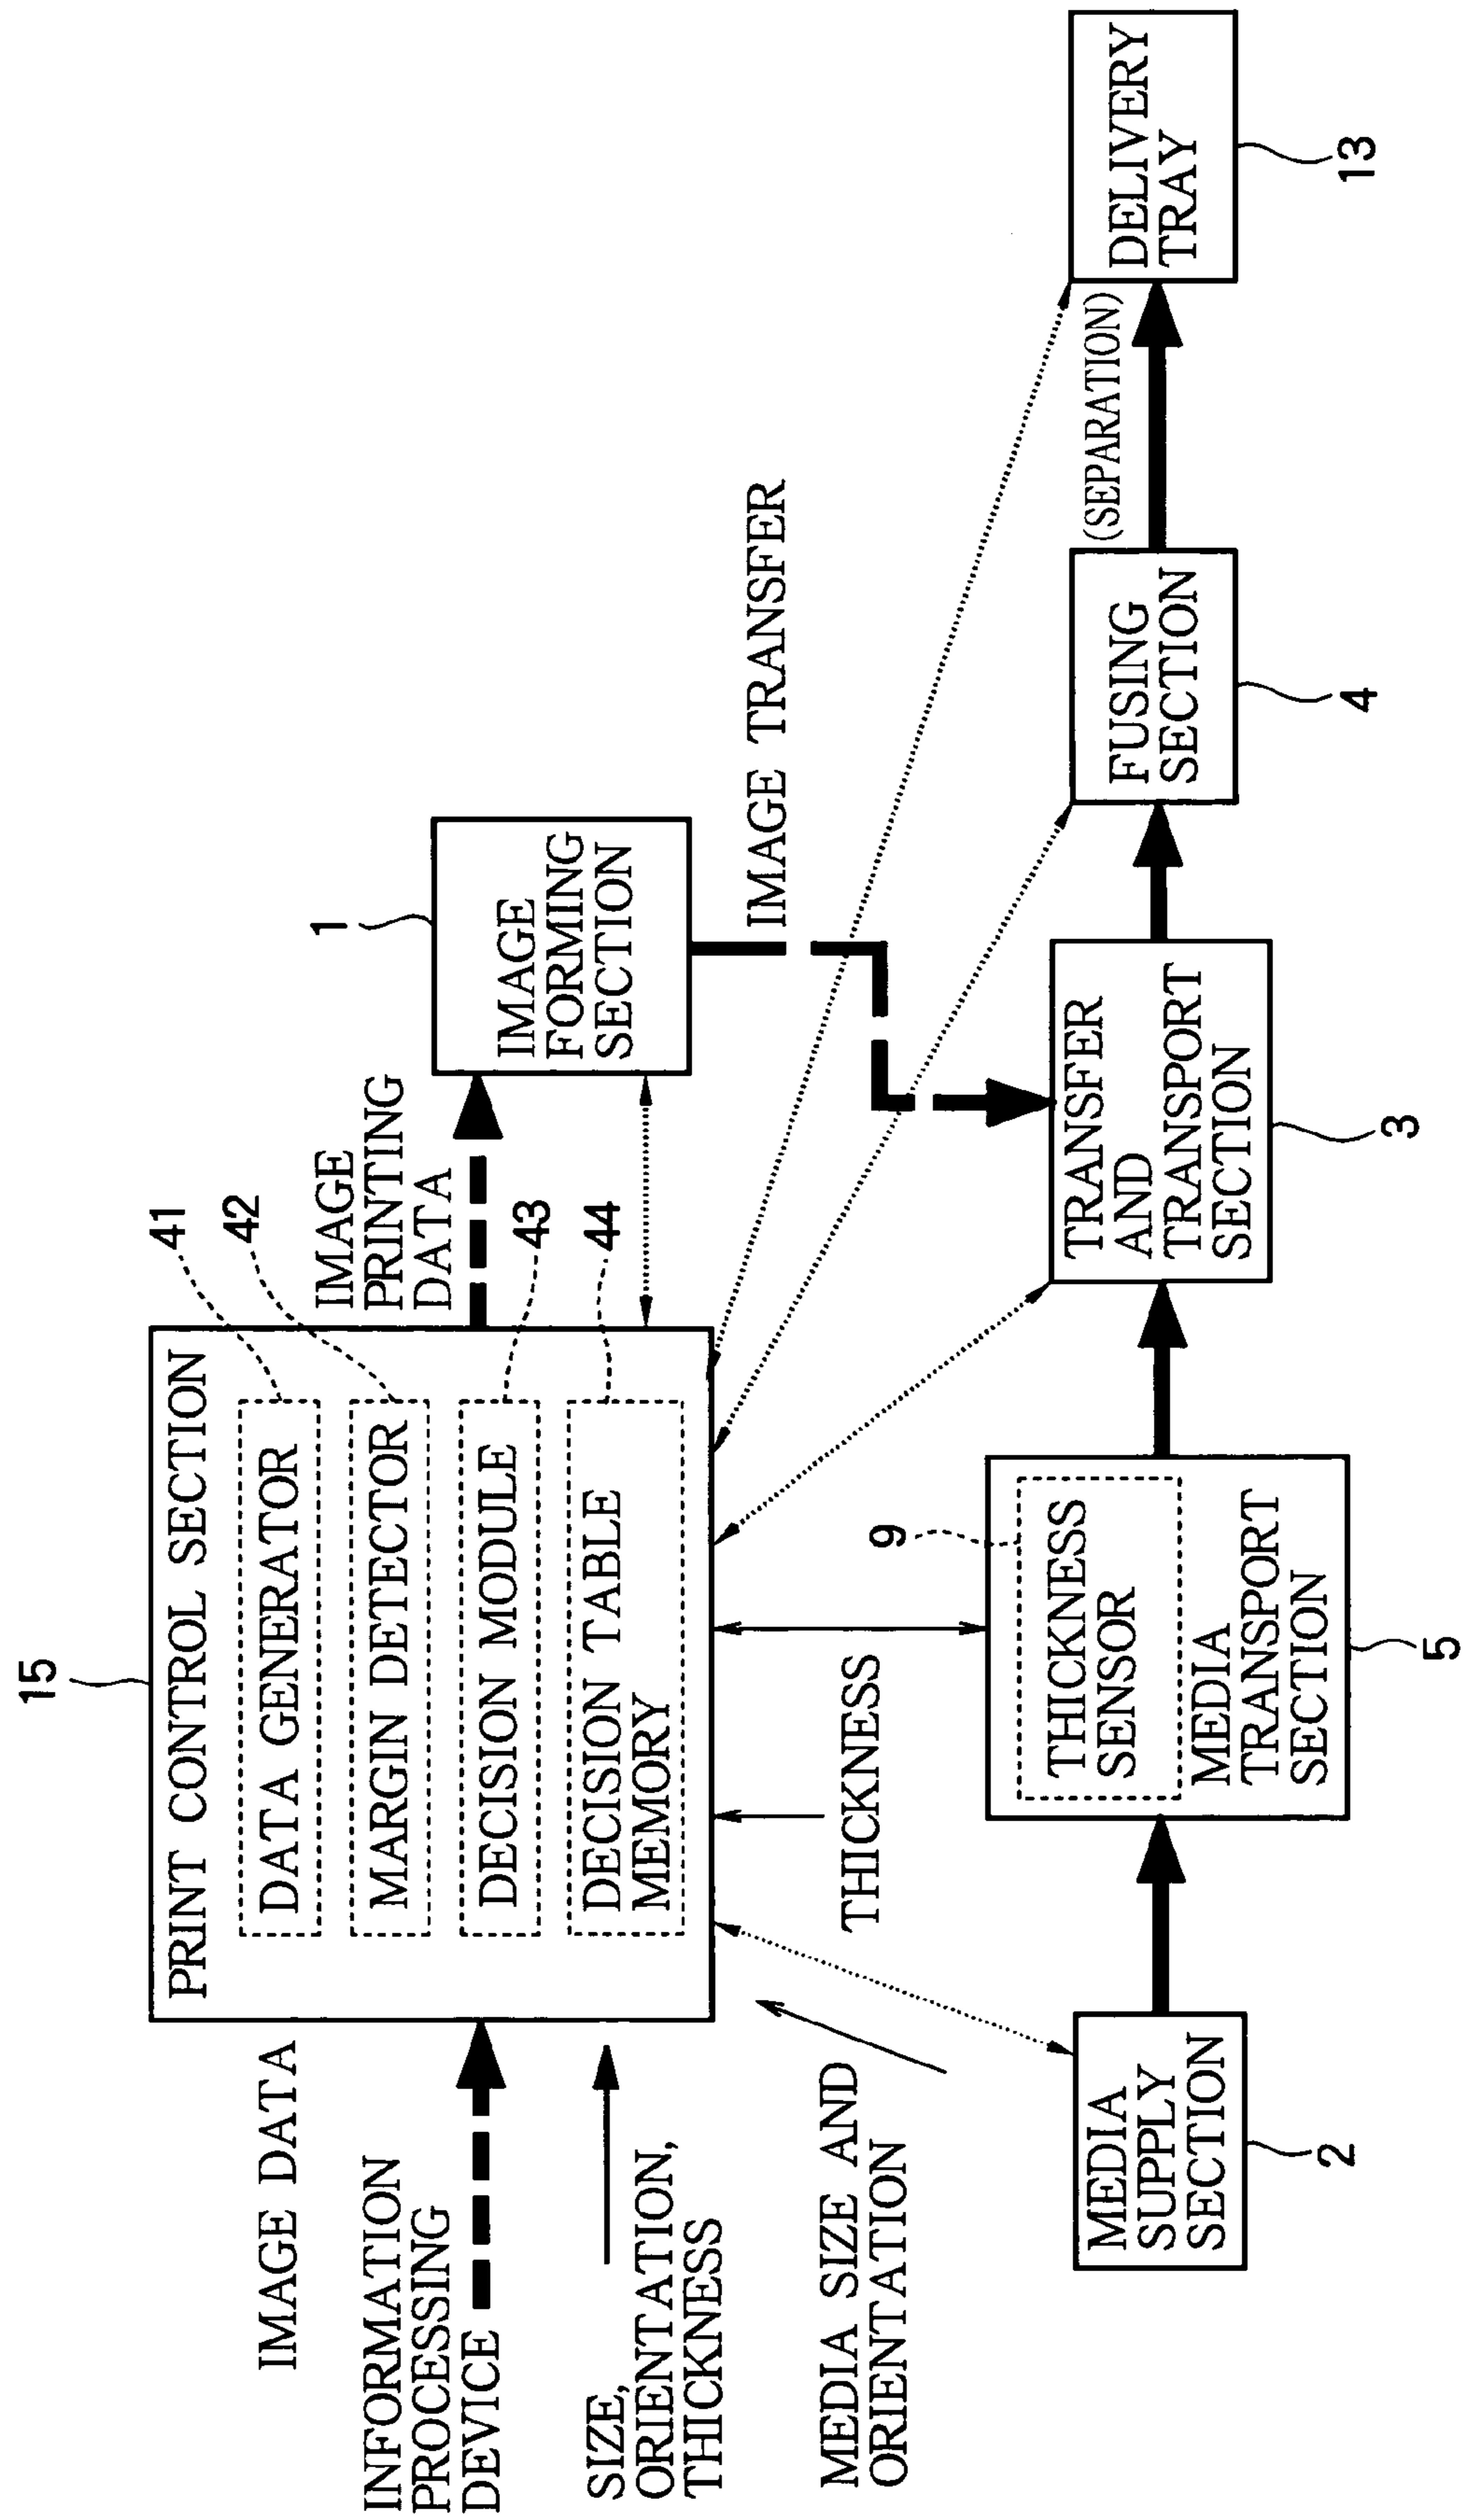 15
PRINT CONTROL SECTION
DATA GENERATOR
MARGIN DETECTOR
DECISION MODULE
DECISION TABLE
MEMORY
41
42
43
44
IMAGE DATA
INFORMATION
PROCESSING
DEVICE
SIZE,
ORIENTATION,
THICKNESS
MEDIA SIZE AND
ORIENTATION
THICKNESS
IMAGE
PRINTING
DATA
1
IMAGE
FORMING
SECTION
IMAGE TRANSFER
MEDIA
SUPPLY
SECTION
2
9
THICKNESS
SENSOR
MEDIA
TRANSPORT
SECTION
5
TRANSFER
AND
TRANSPORT
SECTION
3
FUSING
SECTION
4
(SEPARATION)
DELIVERY
TRAY
13